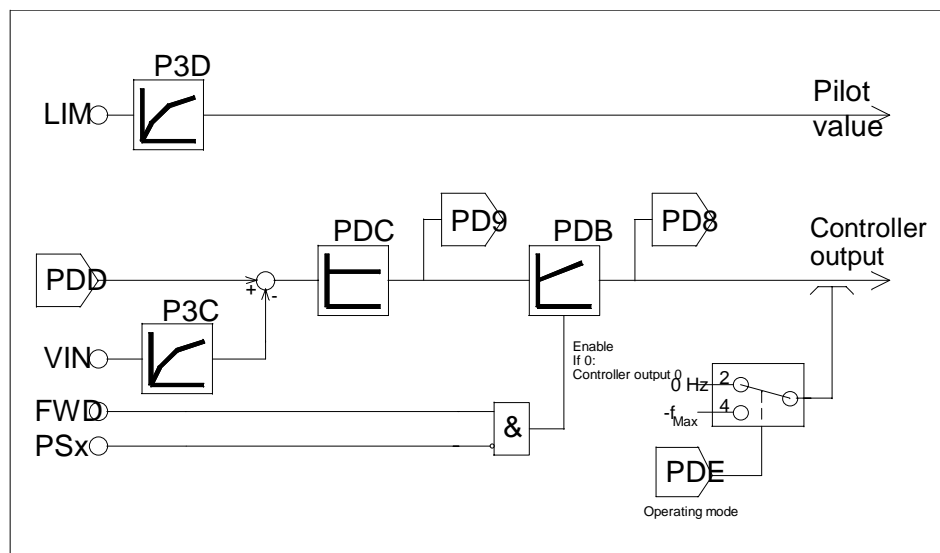 P3D
LIM
Pilot
value
PD9
PD8
PDC
PDB
Controller
output
PDD
+
-
P3C
VIN
Enable
If 0:
Controller output 0
FWD
PSx
&
0 Hz
2
-fMax
4
PDE
Operating mode